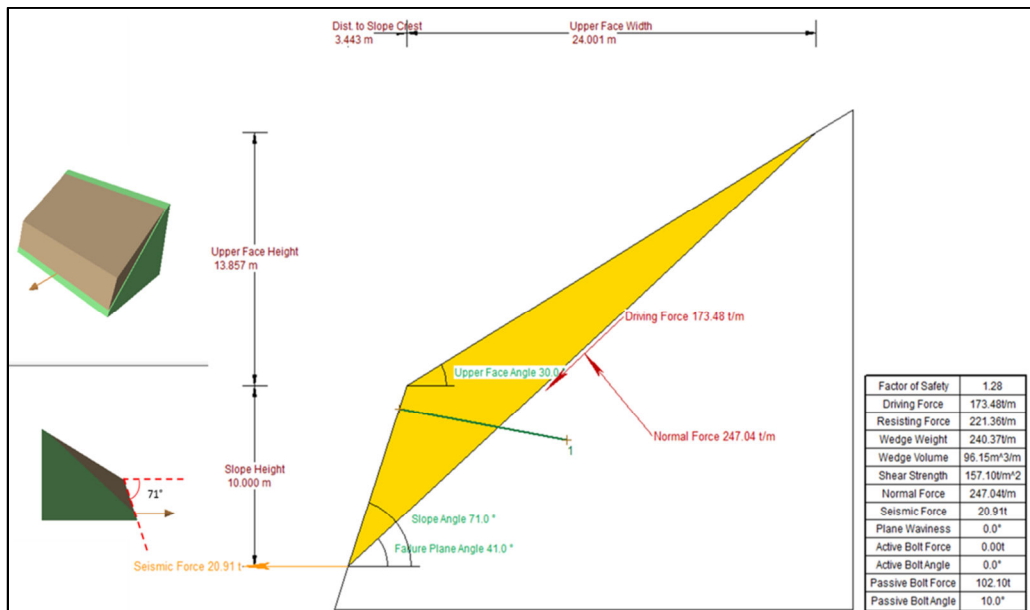 Dist. to Slope Crest
3.443 m
Upper Face Width
24.001 m
Upper Face Height
13.857 m
Driving Force 173.48 t/m
Upper Face Angle 30.0
Normal Force 247.04 t/m
1
Slope Height
10.000 m
71°
Slope Angle 71.0 °
Failure Plane Angle 41.0 °
Seismic Force 20.91 t
Factor of Safety 1.28
Driving Force 173.48t/m
Resisting Force 221.36t/m
Wedge Weight 240.37t/m
Wedge Volume 96.15m^3/m
Shear Strength 157.10t/m^2
Normal Force 247.04t/m
Seismic Force 20.91t
Plane Waviness 0.0°
Active Bolt Force 0.00t
Active Bolt Angle 0.0°
Passive Bolt Force 102.10t
Passive Bolt Angle 10.0°